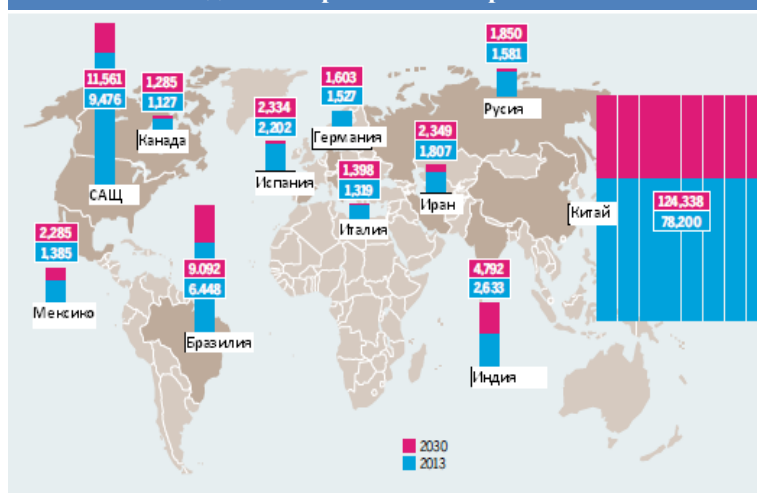 11,561
9,476
САЩ
1,285
1,127
Канада
2,334
2,202
Испания
1,603
1,527
Германия
1,398
1,319
Италия
2,349
1,807
Иран
1,850
1,581
Русия
Китай
124,338
78,200
2,285
1,385
Мексико
9.092
6.448
Бразилия
4,792
2,633
Индия
2030
2013